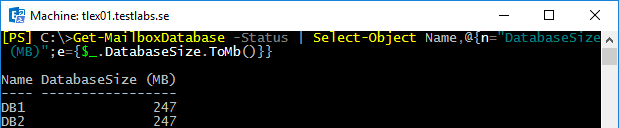 Machine: tlex01.testlabs.se
[PS] C:\>Get-MailboxDatabase -Status | Select-Object Name,@{n="DatabaseSize
 (MB)";e={$_.DatabaseSize.ToMb()}}
Name DatabaseSize (MB)
---- -----------------
DB1                247
DB2                247